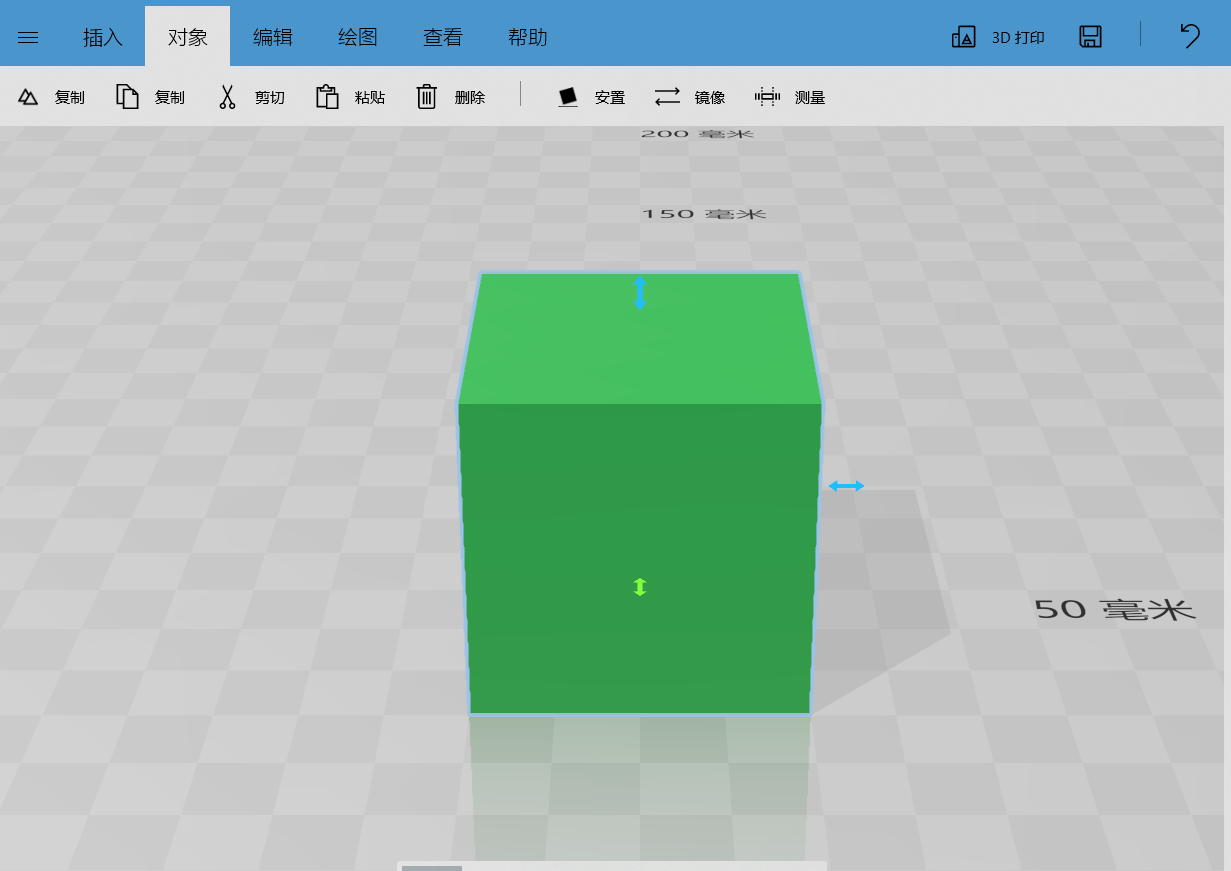 插入 对象 编辑 绘图 查看 帮助 3D 打印
复制 复制 剪切 粘贴 删除 安置 镜像 测量
200 毫米
150 毫米
50 毫米